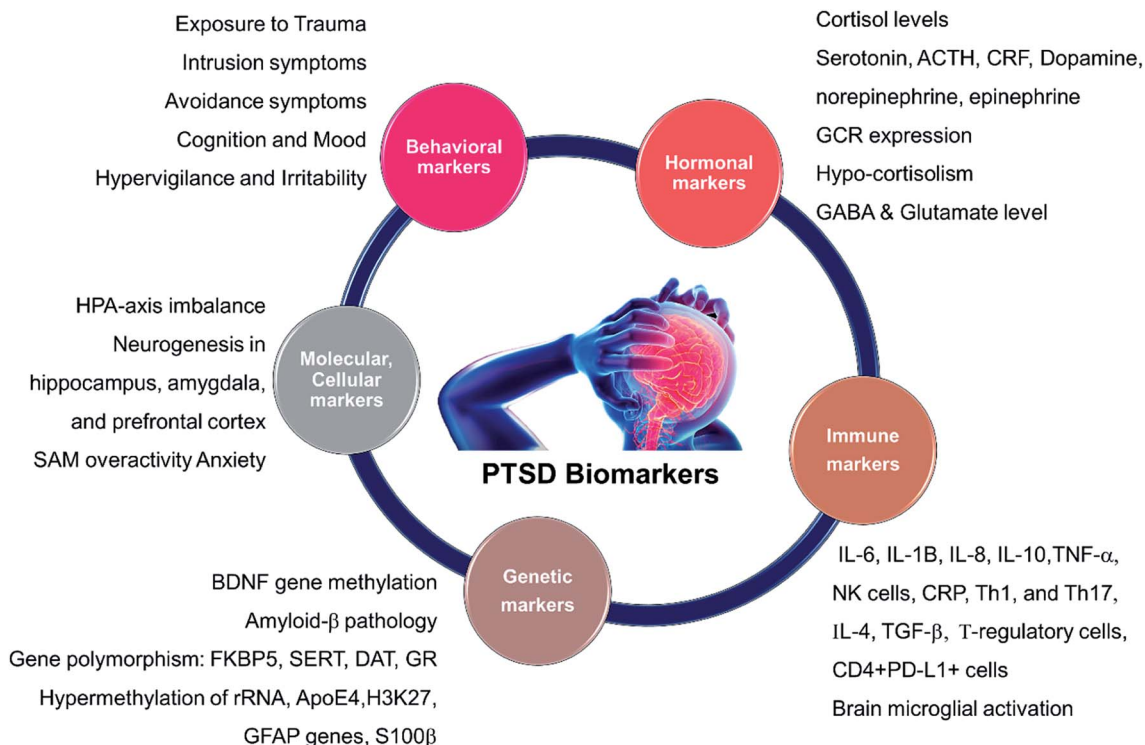 Exposure to Trauma
Intrusion symptoms
Avoidance symptoms
Cognition and Mood
Hypervigilance and Irritability
Behavioral
markers
Cortisol levels
Serotonin, ACTH, CRF, Dopamine,
norepinephrine, epinephrine
GCR expression
Hypo-cortisolism
GABA & Glutamate level
Hormonal
markers
HPA-axis imbalance
Neurogenesis in
hippocampus, amygdala,
and prefrontal cortex
SAM overactivity Anxiety
Molecular,
Cellular
markers
PTSD Biomarkers
Immune
markers
IL-6, IL-1B, IL-8, IL-10,TNF-α,
NK cells, CRP, Th1, and Th17,
IL-4, TGF-β, T-regulatory cells,
CD4+PD-L1+ cells
Brain microglial activation
Genetic
markers
BDNF gene methylation
Amyloid-β pathology
Gene polymorphism: FKBP5, SERT, DAT, GR
Hypermethylation of rRNA, ApoE4,H3K27,
GFAP genes, S100β